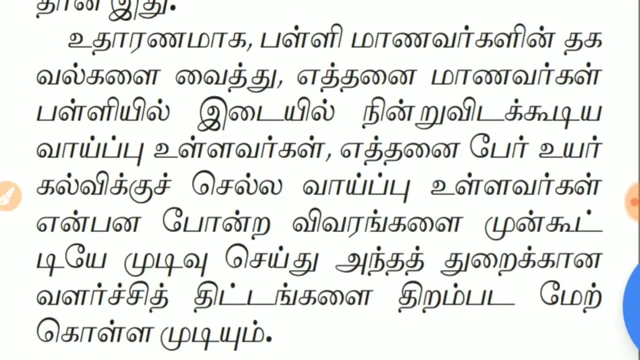 தான் இது.
உதாரணமாக, பள்ளி மாணவர்களின் தக
வல்களை வைத்து, எத்தனை மாணவர்கள்
பள்ளியில் இடையில் நின்றுவிடக்கூடிய
வாய்ப்பு உள்ளவர்கள், எத்தனை பேர் உயர்
கல்விக்குச் செல்ல வாய்ப்பு உள்ளவர்கள்
என்பன போன்ற விவரங்களை முன்கூட்
டியே முடிவு செய்து அந்தத் துறைக்கான
வளர்ச்சித் திட்டங்களை திறம்பட மேற்
கொள்ள முடியும்.